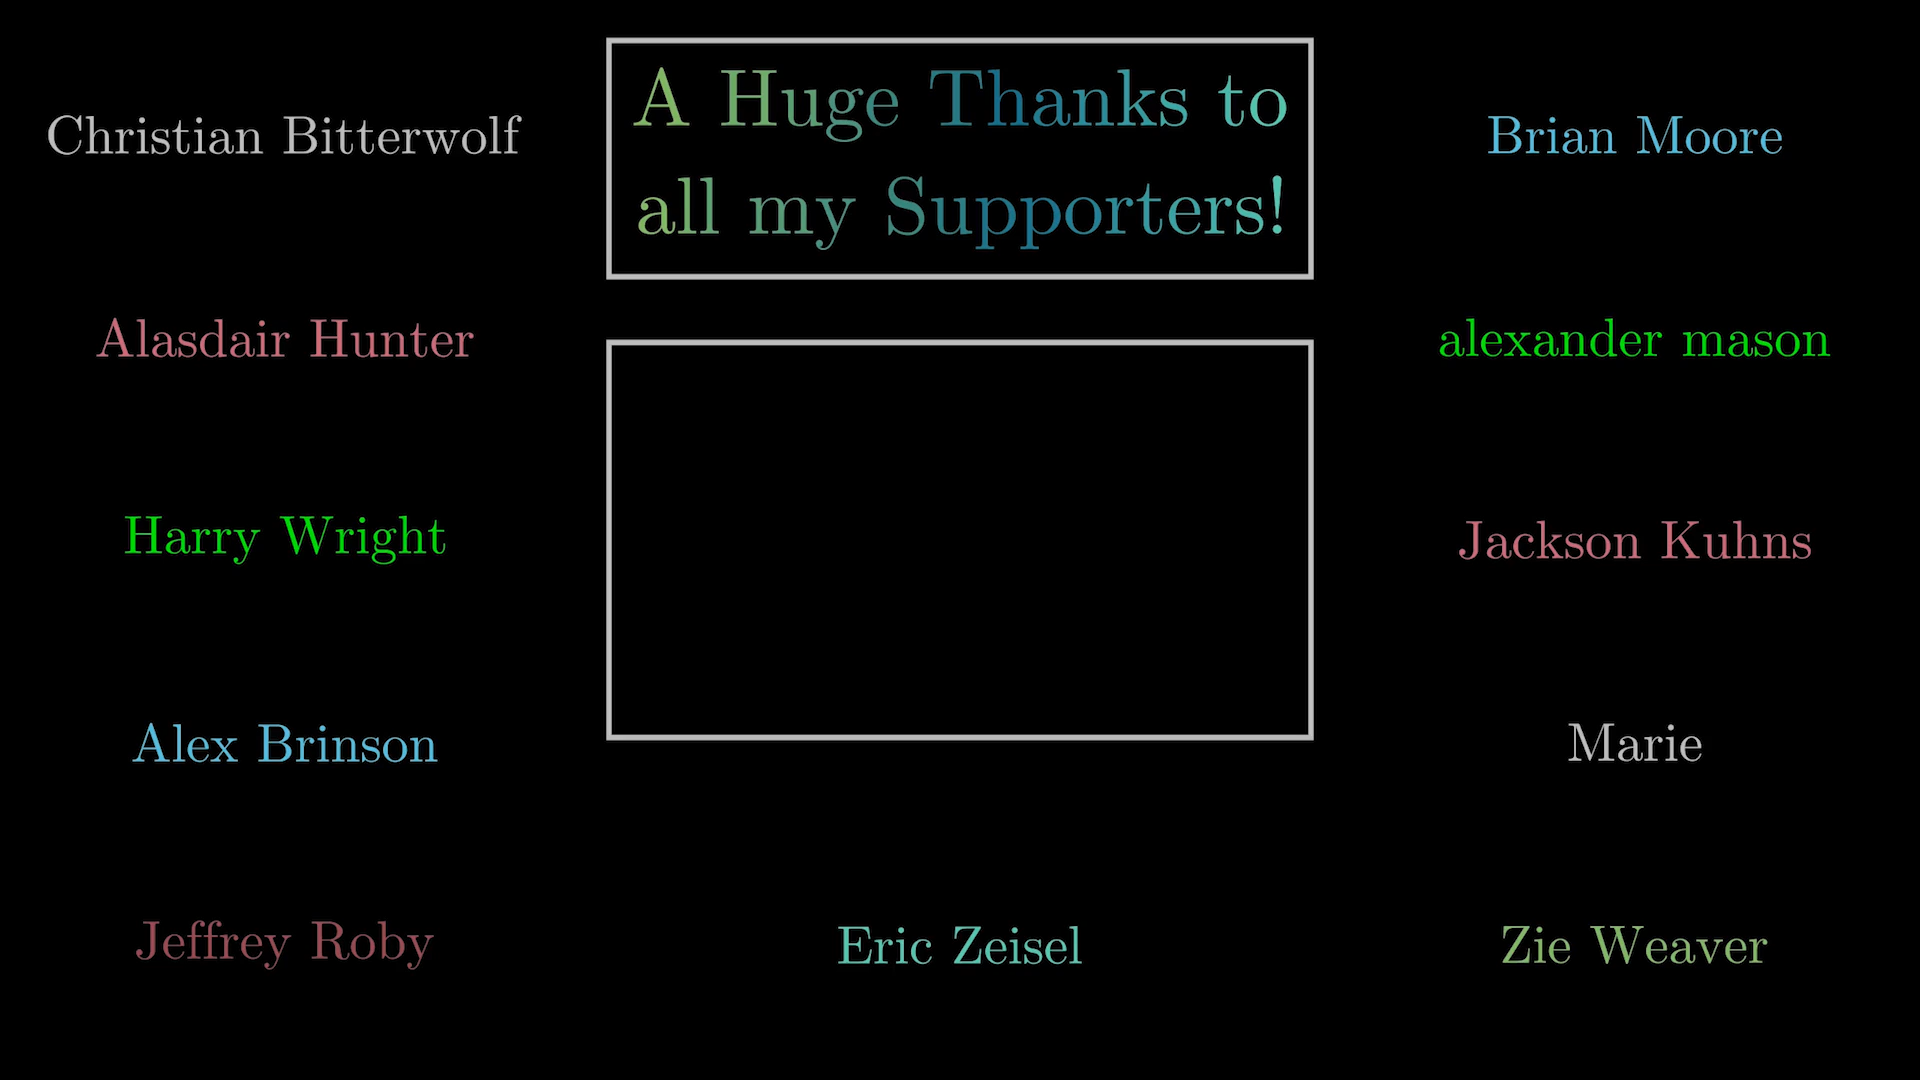 A Huge Thanks to
all my Supporters!
Christian Bitterwolf
Brian Moore
Alasdair Hunter
alexander mason
Harry Wright
Jackson Kuhns
Alex Brinson
Marie
Jeffrey Roby
Eric Zeisel
Zie Weaver